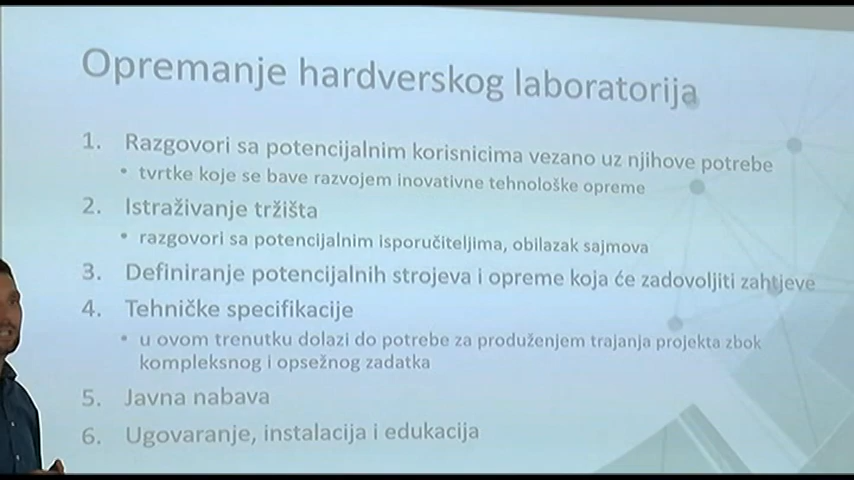 Opremanje hardverskog laboratorija
1. Razgovori sa potencijalnim korisnicima vezano uz njihove potrebe
• tvrtke koje se bave razvojem inovativne tehnološke opreme
2. Istraživanje tržišta
• razgovori sa potencijalnim isporučiteljima, obilazak sajmova
3. Definiranje potencijalnih strojeva i opreme koja će zadovoljiti zahtjeve
4. Tehničke specifikacije
• u ovom trenutku dolazi do potrebe za produženjem trajanja projekta zbok
kompleksnog i opsežnog zadatka
5. Javna nabava
6. Ugovaranje, instalacija i edukacija